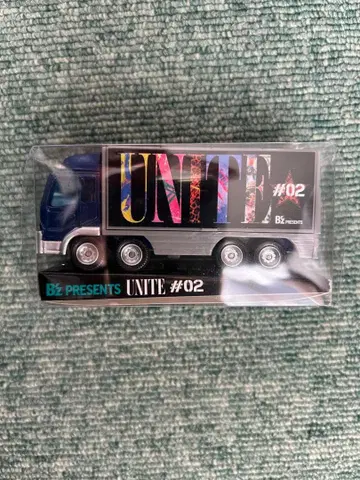 UNITE #02
B'z PRESENTS
B'z PRESENTS UNITE #02